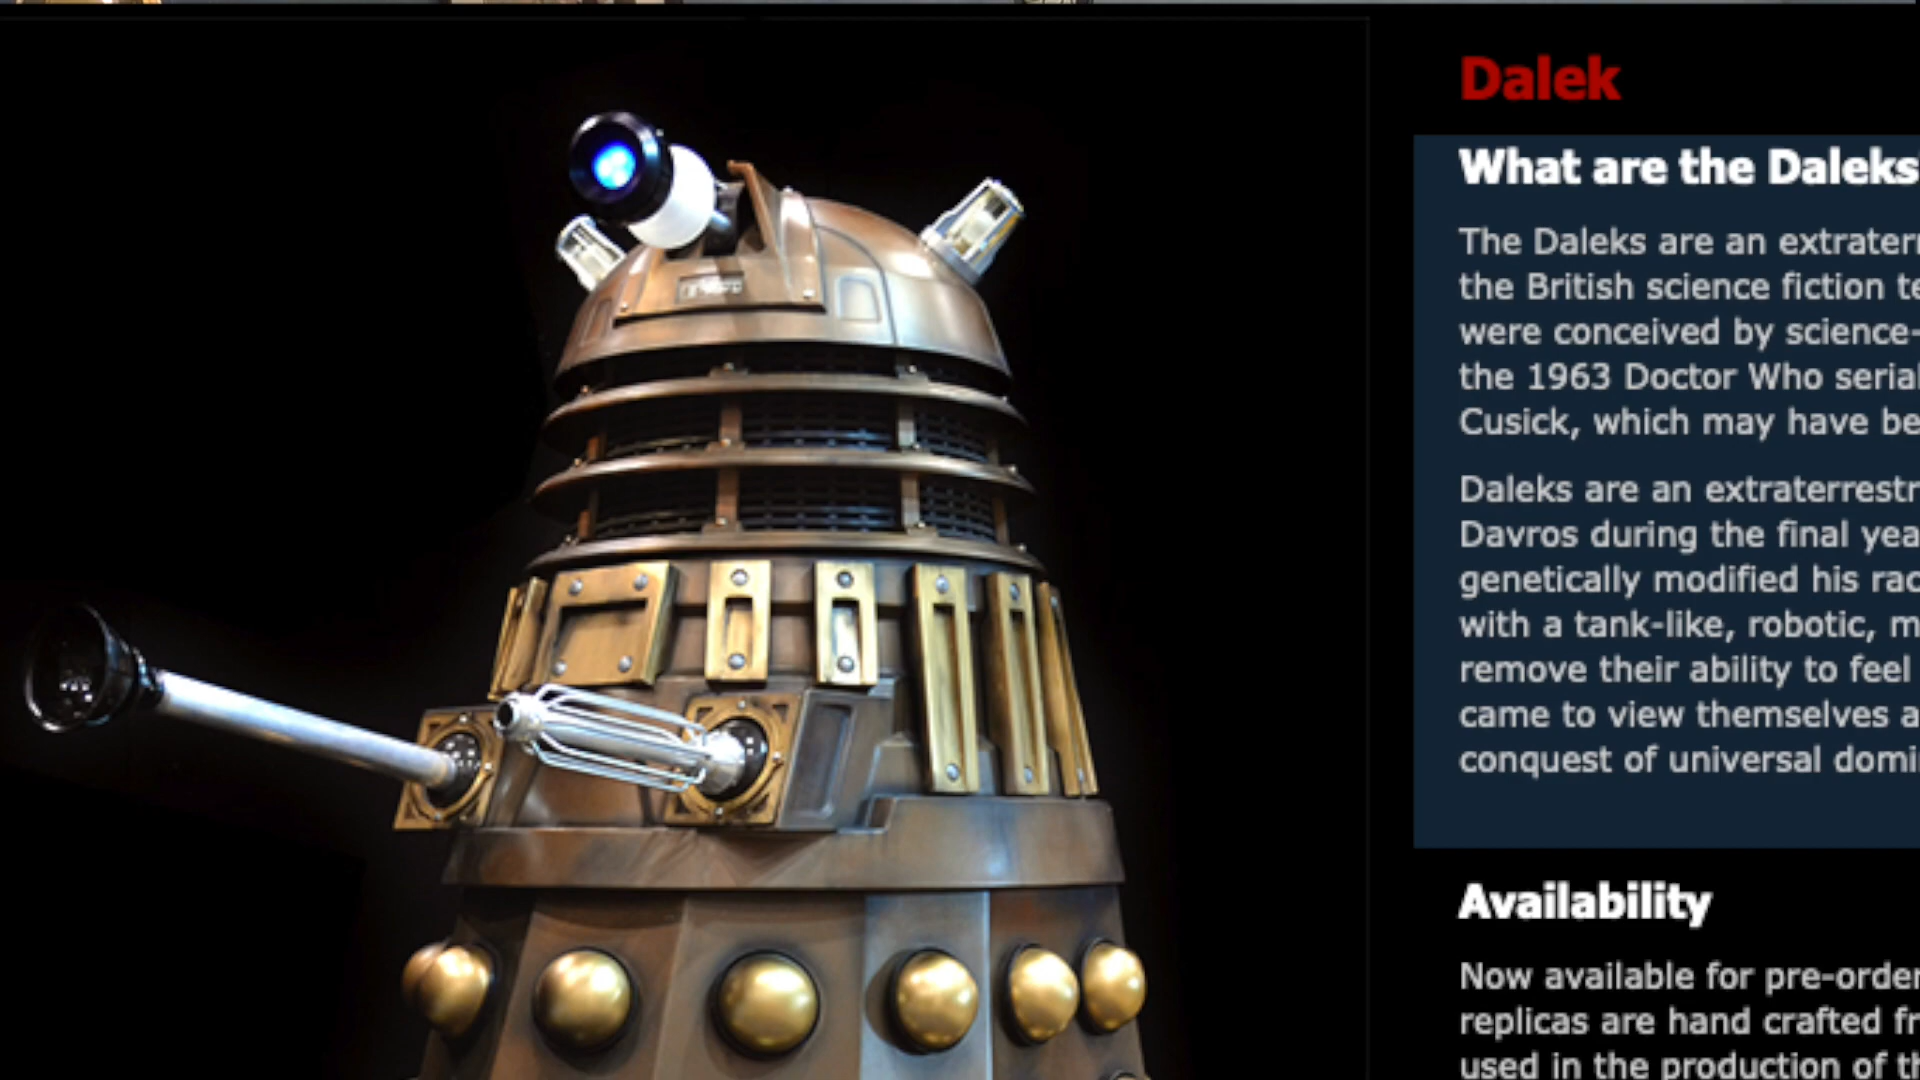 Dalek
What are the Daleks
The Daleks are an extrater
the British science fiction te
were conceived by science-
the 1963 Doctor Who serial
Cusick, which may have be
Daleks are an extraterrestr
Davros during the final yea
genetically modified his rac
with a tank-like, robotic, m
remove their ability to feel
came to view themselves a
conquest of universal domi
Availability
Now available for pre-order
replicas are hand crafted fr
used in the production of th